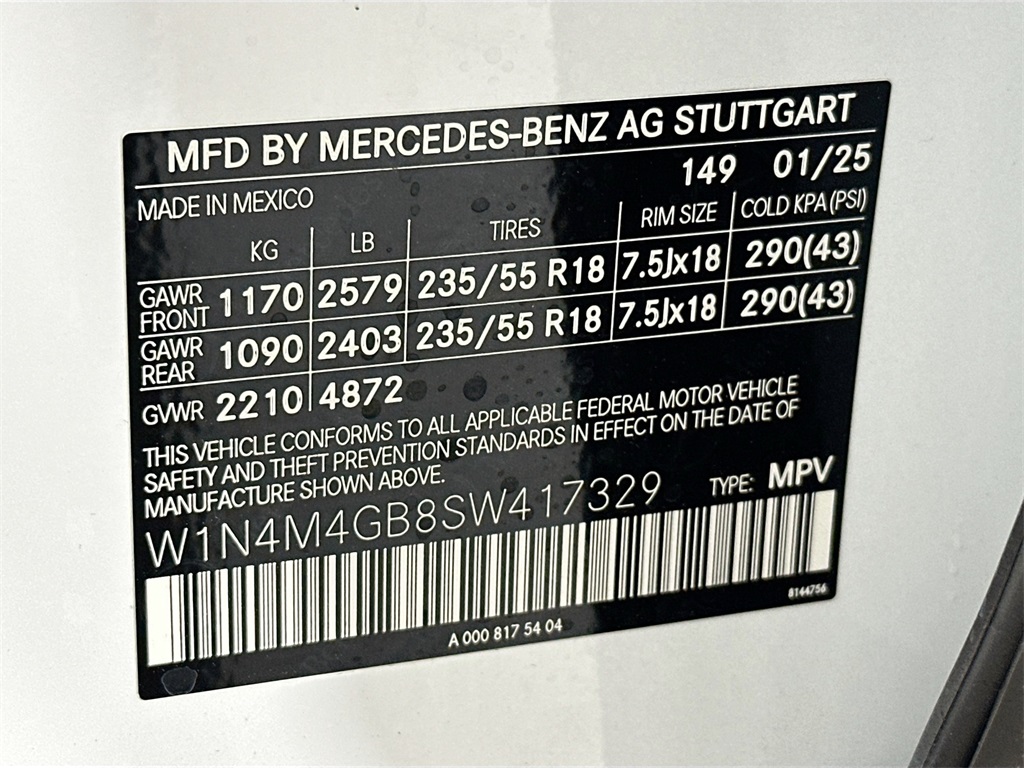 MFD BY MERCEDES-BENZ AG STUTTGART
149 01/25
MADE IN MEXICO
KG LB TIRES RIM SIZE COLD KPA (PSI)
GAWR FRONT 1170 2579 235/55 R18 7.5Jx18 290(43)
GAWR REAR 1090 2403 235/55 R18 7.5Jx18 290(43)
GVWR 2210 4872
THIS VEHICLE CONFORMS TO ALL APPLICABLE FEDERAL MOTOR VEHICLE
SAFETY AND THEFT PREVENTION STANDARDS IN EFFECT ON THE DATE OF
MANUFACTURE SHOWN ABOVE.
W1N4M4GB8SW417329 TYPE: MPV
8144756
A 000 817 54 04